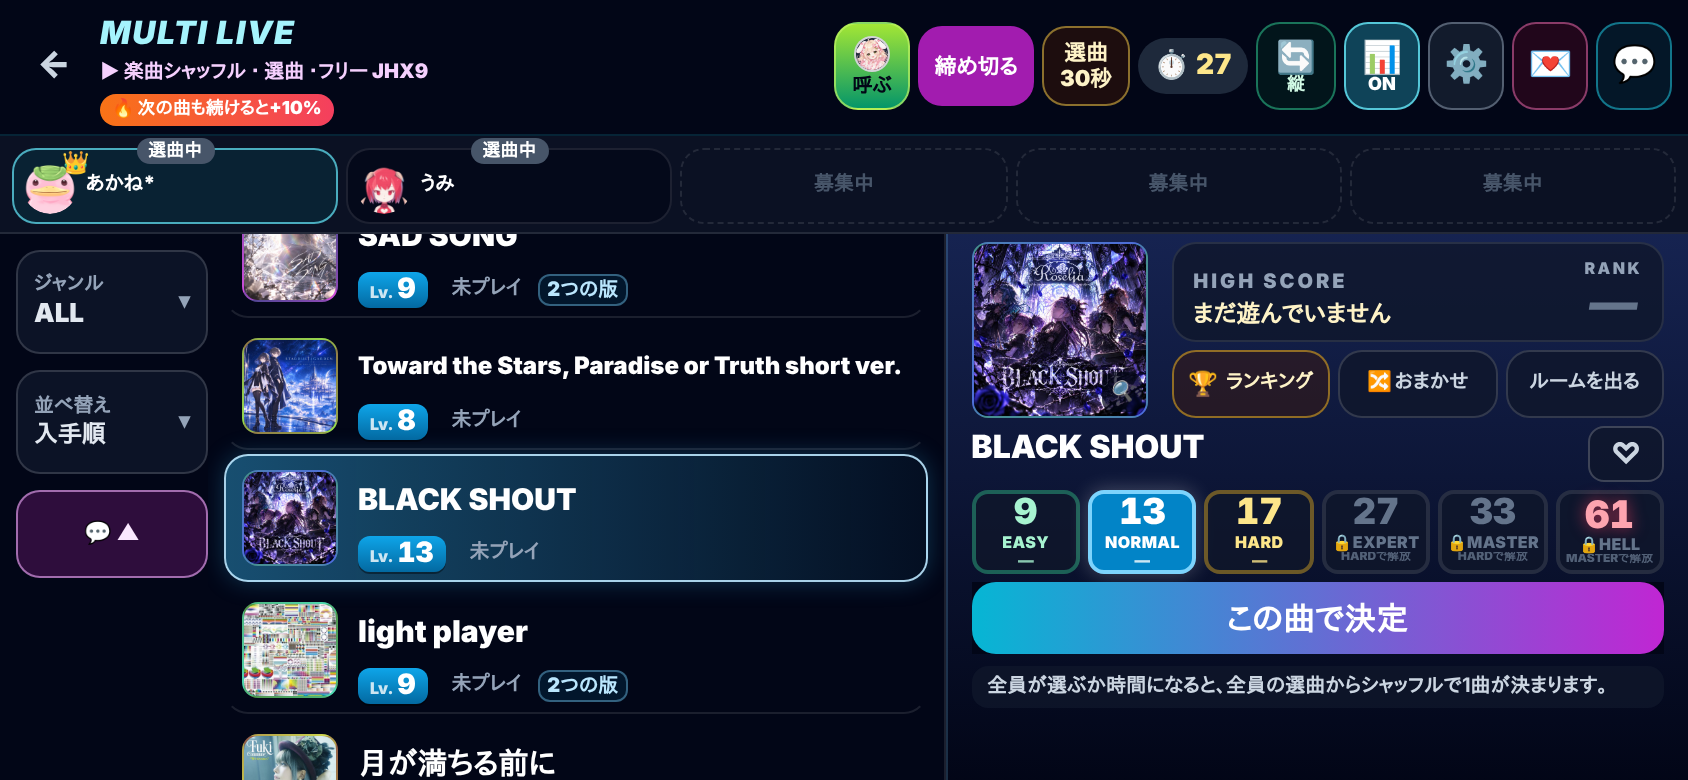 MULTI LIVE
▶ 楽曲シャッフル・選曲・フリー JHX9
🔥 次の曲も続けると+10%
呼ぶ
締め切る
選曲
30秒
27
縦
ON
選曲中
あかね*
選曲中
うみ
募集中
募集中
募集中
ジャンル
ALL
▼
並べ替え
入手順
▼
💬 ▲
SAD SONG
Lv. 9 未プレイ 2つの版
Toward the Stars, Paradise or Truth short ver.
Lv. 8 未プレイ
BLACK SHOUT
Lv. 13 未プレイ
light player
Lv. 9 未プレイ 2つの版
Fuki
月が満ちる前に
Roselia
BLACK SHOUT
HIGH SCORE
まだ遊んでいません
RANK
—
🏆 ランキング
🔀おまかせ
ルームを出る
BLACK SHOUT
♡
9
EASY
—
13
NORMAL
—
17
HARD
—
27
🔒EXPERT
HARDで解放
33
🔒MASTER
HARDで解放
61
🔒HELL
MASTERで解放
この曲で決定
全員が選ぶか時間になると、全員の選曲からシャッフルで1曲が決まります。